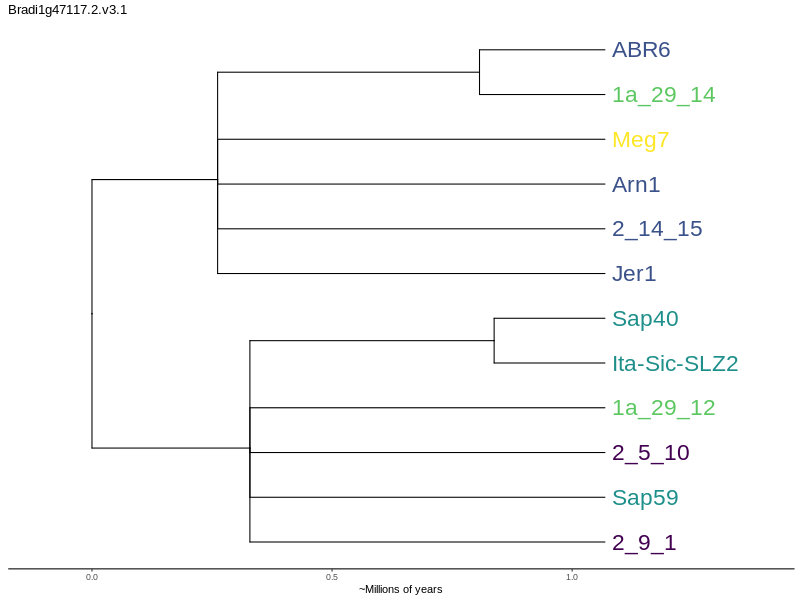 Bradi1g47117.2.v3.1
ABR6
1a_29_14
Meg7
Arn1
2_14_15
Jer1
Sap40
Ita-Sic-SLZ2
1a_29_12
2_5_10
Sap59
2_9_1
0.0 0.5 1.0
~Millions of years